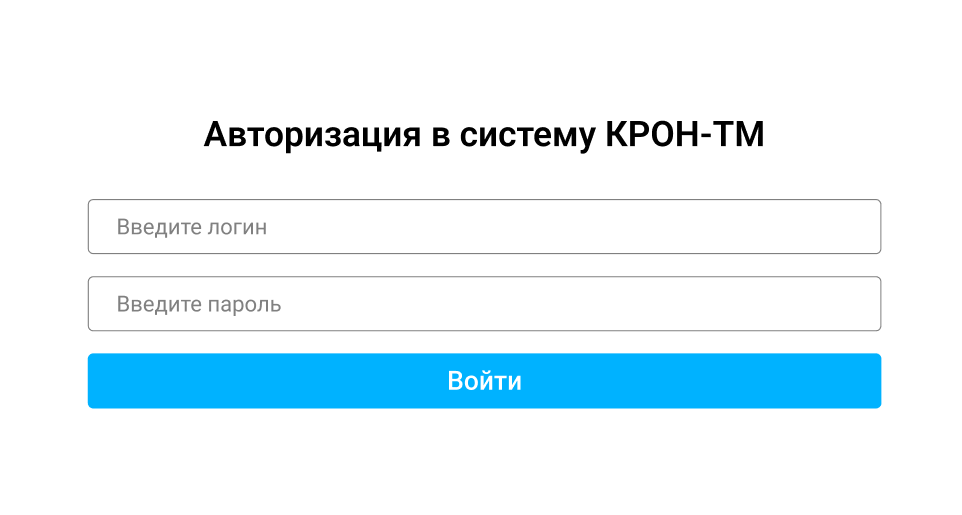 Авторизация в систему КРОН-ТМ
Введите логин
Введите пароль
Войти